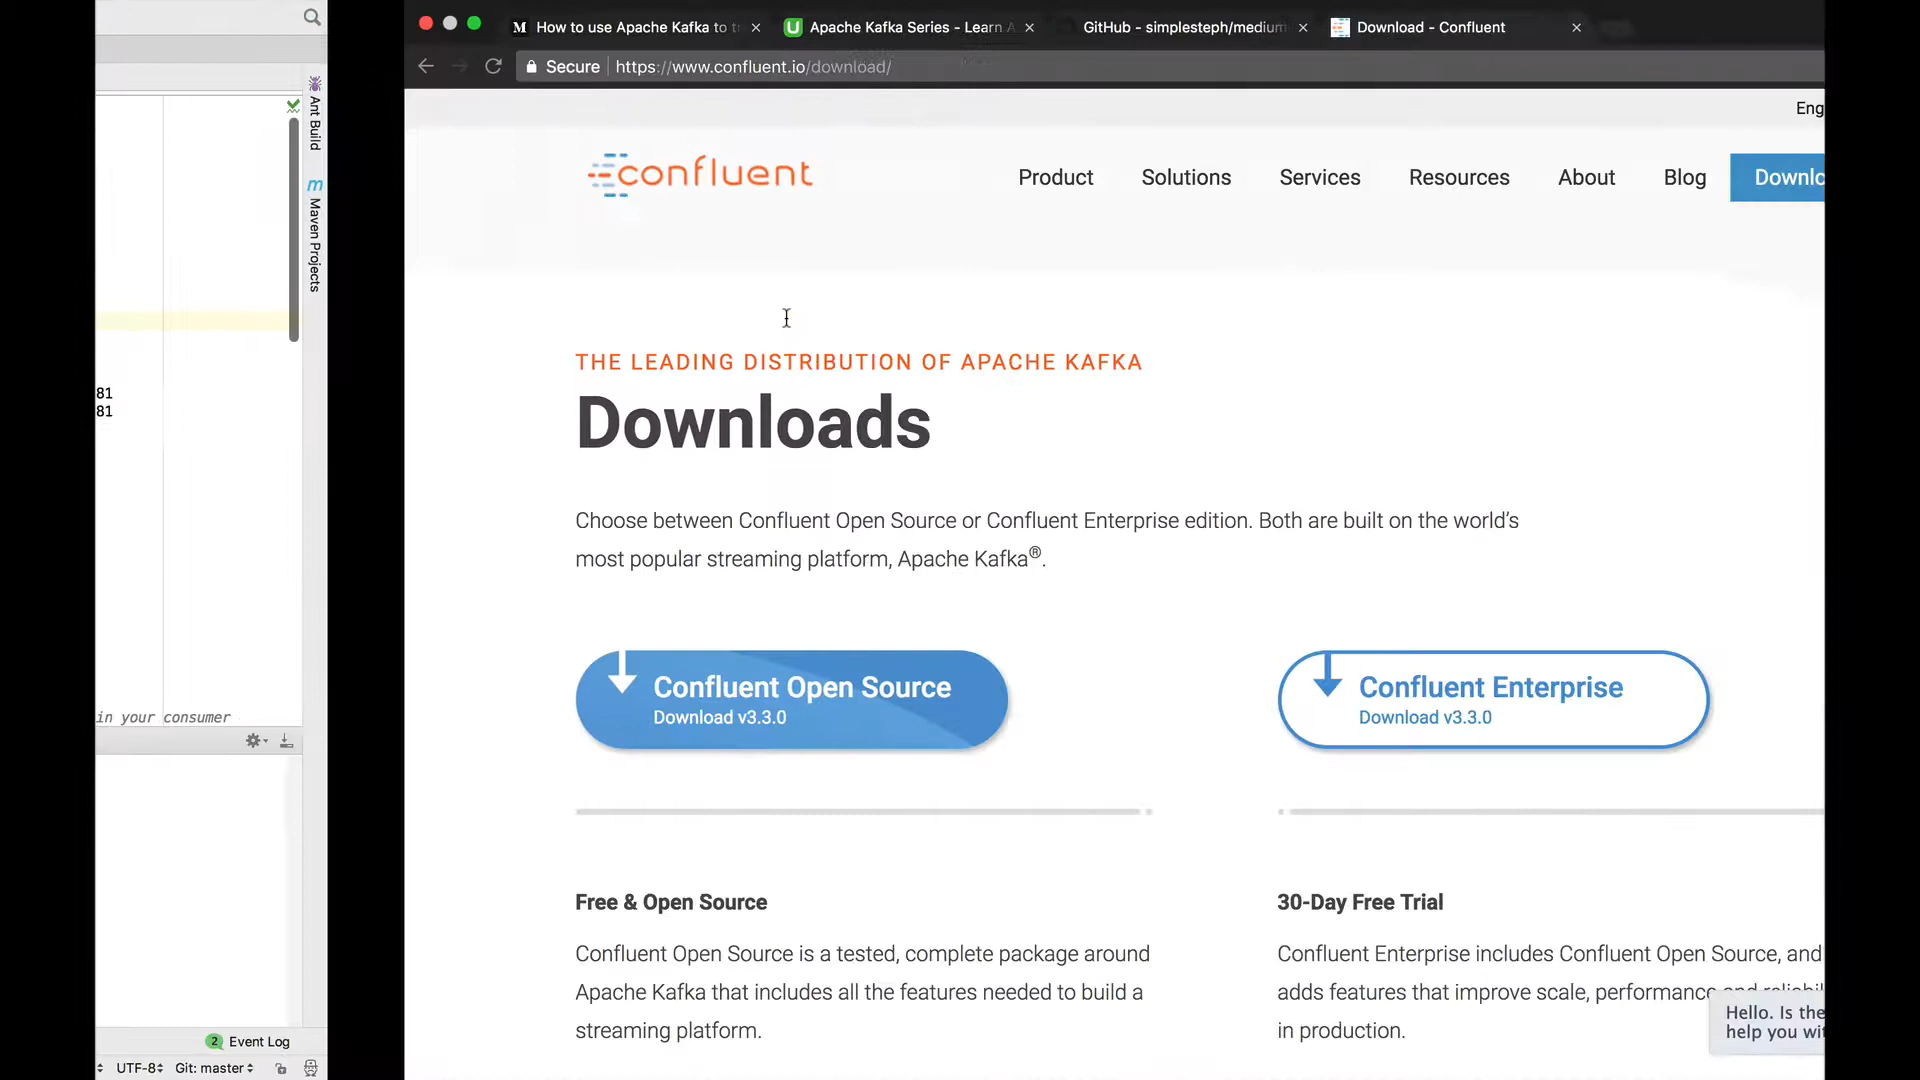 How to use Apache Kafka to tr
Apache Kafka Series - Learn A
GitHub - simplesteph/medium
Download - Confluent
Secure
https://www.confluent.io/download/
Eng
confluent
Product
Solutions
Services
Resources
About
Blog
Downlo
THE LEADING DISTRIBUTION OF APACHE KAFKA
Downloads
Choose between Confluent Open Source or Confluent Enterprise edition. Both are built on the world's
most popular streaming platform, Apache Kafka®.
Confluent Open Source
Download v3.3.0
Confluent Enterprise
Download v3.3.0
Free & Open Source
Confluent Open Source is a tested, complete package around
Apache Kafka that includes all the features needed to build a
streaming platform.
30-Day Free Trial
Confluent Enterprise includes Confluent Open Source, and
adds features that improve scale, performance and reliabil
in production.
Hello. Is the
help you wit
Ant Build
m
Maven Projects
81
81
in your consumer
2 Event Log
UTF-8 Git: master